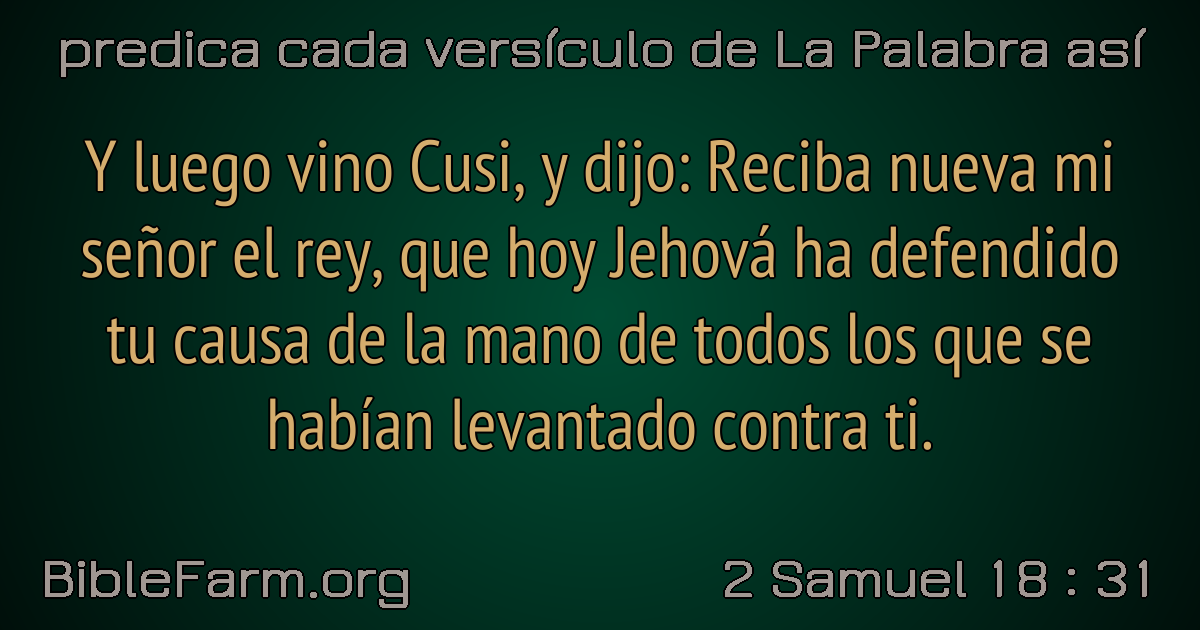 predica cada versículo de La Palabra así
Y luego vino Cusi, y dijo: Reciba nueva mi
señor el rey, que hoy Jehová ha defendido
tu causa de la mano de todos los que se
habían levantado contra ti.
BibleFarm.org
2 Samuel 18 : 31